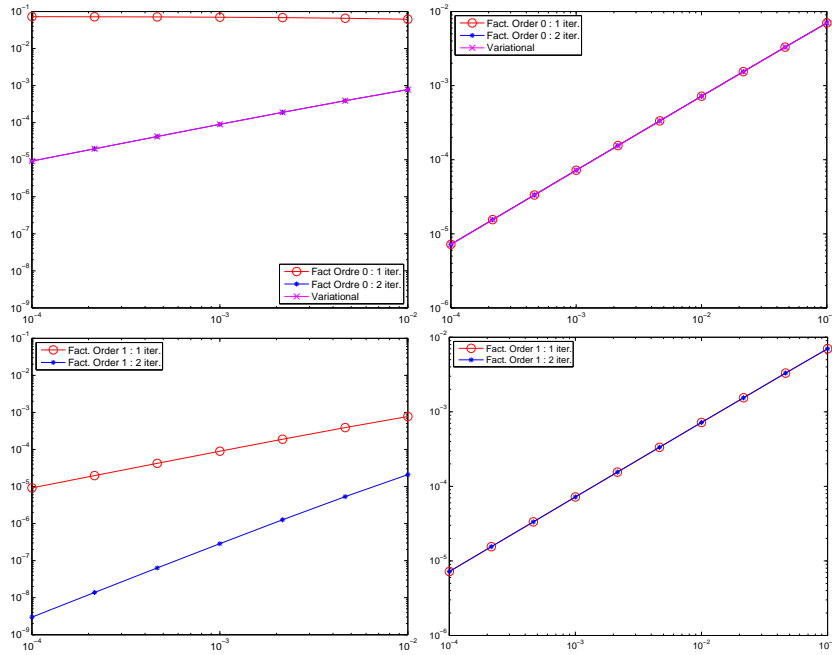 10⁻¹
10⁻²
10⁻³
10⁻⁴
10⁻⁵
10⁻⁶
10⁻⁷
10⁻⁸
10⁻⁹
Fact Ordre 0 : 1 iter.
Fact Ordre 0 : 2 iter.
Variational
10⁻⁴ 10⁻³ 10⁻²
10⁻²
Fact. Order 0 : 1 iter.
Fact. Order 0 : 2 iter.
Variational
10⁻³
10⁻⁴
10⁻⁵
10⁻⁶
10⁻⁴ 10⁻³ 10⁻² 10⁻
10⁻¹
Fact. Order 1 : 1 iter.
Fact. Order 1 : 2 iter.
10⁻²
10⁻³
10⁻⁴
10⁻⁵
10⁻⁶
10⁻⁷
10⁻⁸
10⁻⁹
10⁻⁴ 10⁻³ 10⁻²
10⁻²
Fact. Order 1 : 1 iter.
Fact. Order 1 : 2 iter.
10⁻³
10⁻⁴
10⁻⁵
10⁻⁶
10⁻⁴ 10⁻³ 10⁻² 10⁻